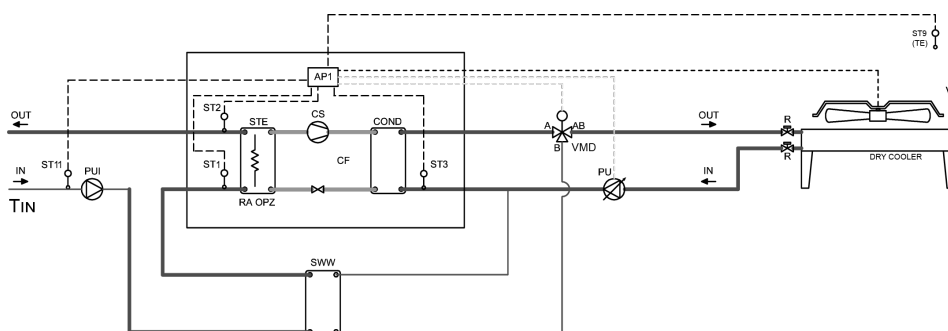 ST9
(TE)
AP1
OUT
ST2
STE
CS
COND
A
AB
OUT
R
B
VMD
IN
ST11
PUI
ST1
CF
ST3
PU
IN
R
DRY COOLER
TIN
RA OPZ
SWW